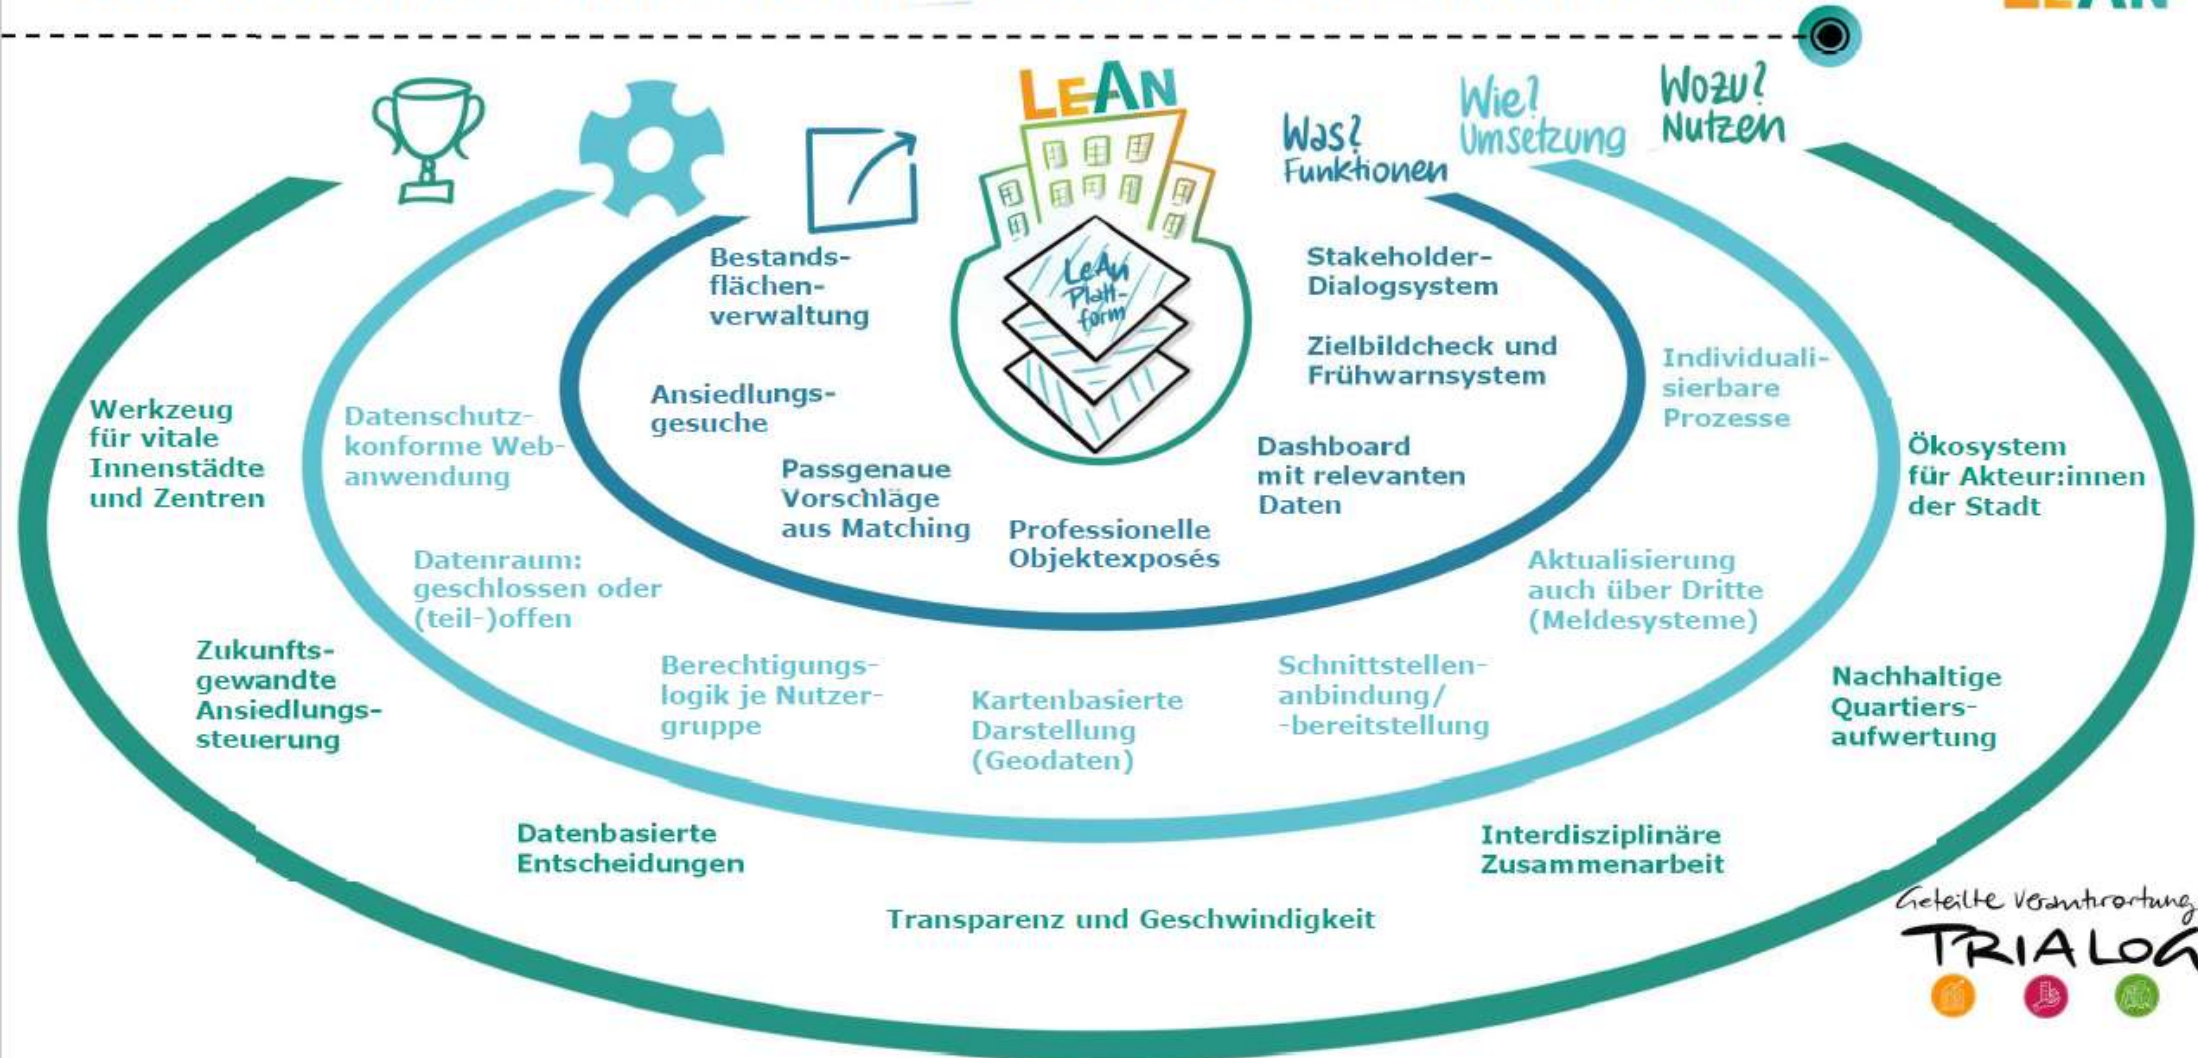 LEAN
Was?
Funktionen
Wie?
Umsetzung
Wozu?
Nutzen
LeAn
Platt-
form
Bestands-
flächen-
verwaltung
Ansiedlungs-
gesuche
Passgenaue
Vorschläge
aus Matching
Professionelle
Objektexposés
Dashboard
mit relevanten
Daten
Zielbildcheck und
Frühwarnsystem
Stakeholder-
Dialogsystem
Datenschutz-
konforme Web-
anwendung
Datenraum:
geschlossen oder
(teil-)offen
Berechtigungs-
logik je Nutzer-
gruppe
Kartenbasierte
Darstellung
(Geodaten)
Schnittstellen-
anbindung/
-bereitstellung
Aktualisierung
auch über Dritte
(Meldesysteme)
Individuali-
sierbare
Prozesse
Werkzeug
für vitale
Innenstädte
und Zentren
Zukunfts-
gewandte
Ansiedlungs-
steuerung
Datenbasierte
Entscheidungen
Transparenz und Geschwindigkeit
Interdisziplinäre
Zusammenarbeit
Nachhaltige
Quartiers-
aufwertung
Ökosystem
für Akteur:innen
der Stadt
Geteilte Verantwortung
TRIALOG